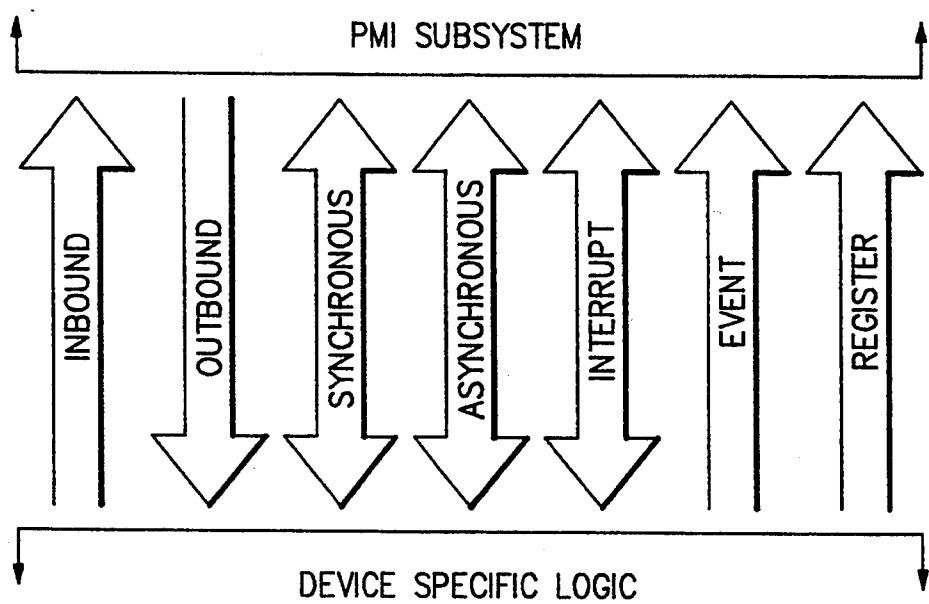 PMI SUBSYSTEM
INBOUND
OUTBOUND
SYNCHRONOUS
ASYNCHRONOUS
INTERRUPT
EVENT
REGISTER
DEVICE SPECIFIC LOGIC